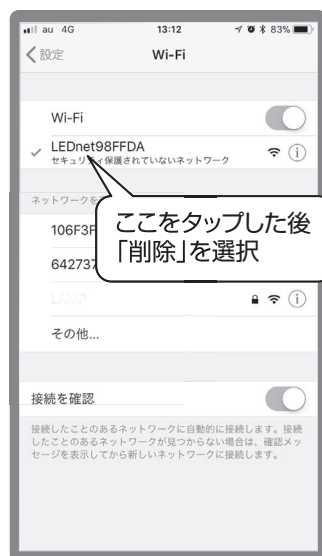 au 4G 13:12 83%
設定 Wi-Fi
Wi-Fi
LEDnet98FFDA
セキュリティ保護されていないネットワーク
ネットワークを
ここをタップした後
「削除」を選択
106F3F
642737
LAMP
その他...
接続を確認
接続したことのあるネットワークに自動的に接続します。接続
したことのあるネットワークが見つからない場合は、確認メッ
セージを表示してから新しいネットワークに接続します。